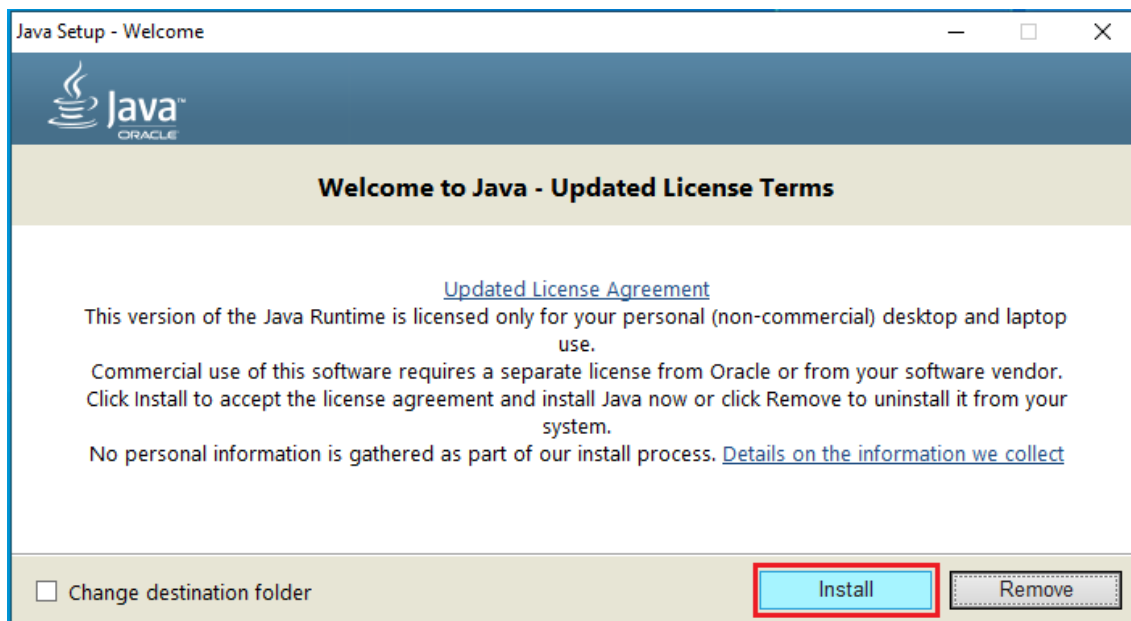 Java Setup - Welcome
Java™
ORACLE
Welcome to Java - Updated License Terms
Updated License Agreement
This version of the Java Runtime is licensed only for your personal (non-commercial) desktop and laptop
use.
Commercial use of this software requires a separate license from Oracle or from your software vendor.
Click Install to accept the license agreement and install Java now or click Remove to uninstall it from your
system.
No personal information is gathered as part of our install process. Details on the information we collect
Change destination folder
Install
Remove